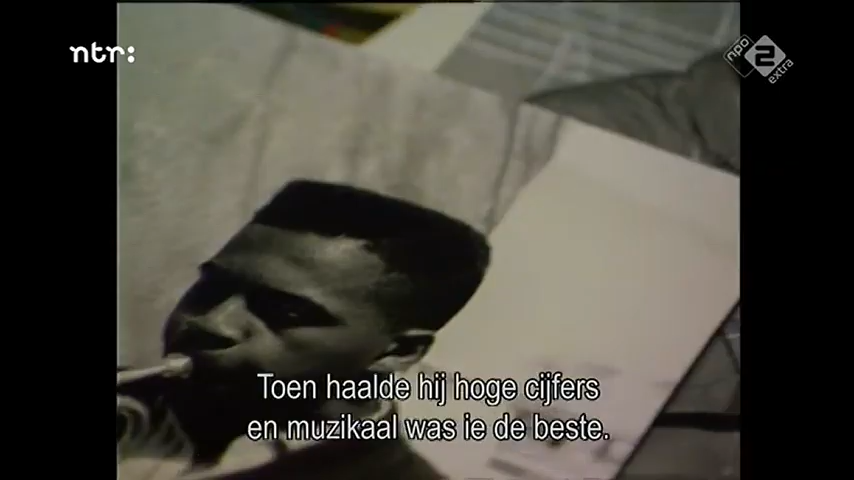 ntr:
npo
2
extra
Toen haalde hij hoge cijfers
en muzikaal was ie de beste.